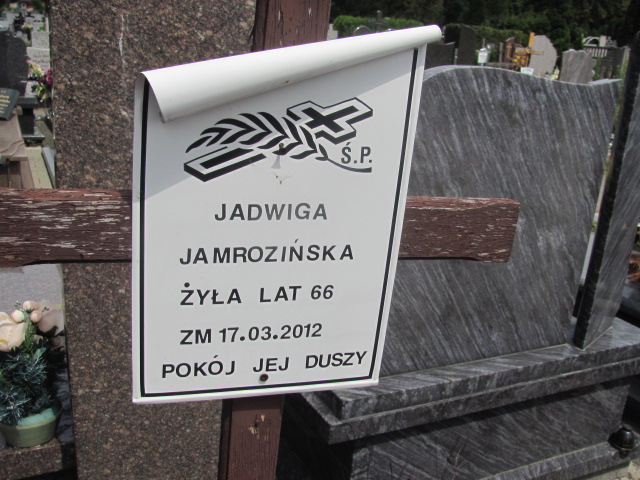 Ś.P.
JADWIGA
JAMROZIŃSKA
ŻYŁA LAT 66
ZM 17.03.2012
POKÓJ JEJ DUSZY